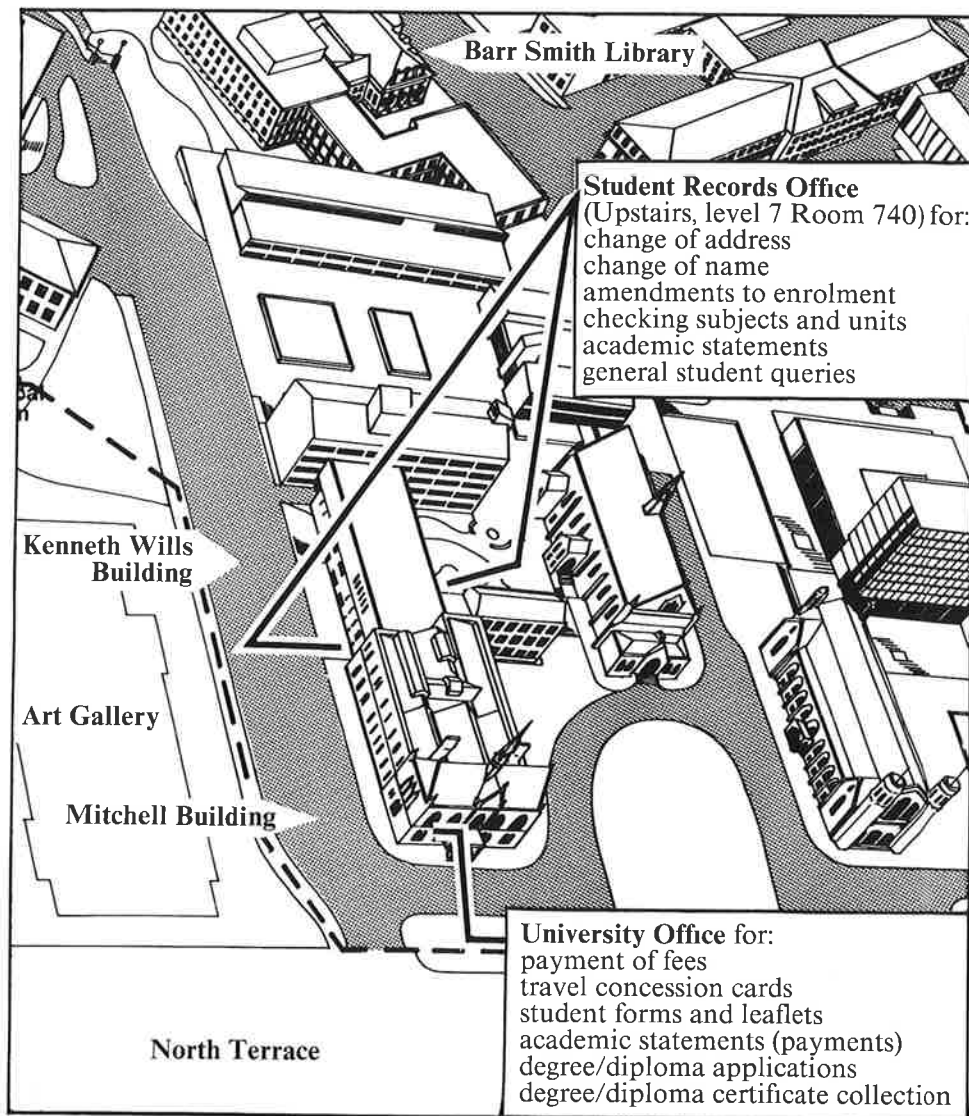 Barr Smith Library
Student Records Office
(Upstairs, level 7 Room 740) for:
change of address
change of name
amendments to enrolment
checking subjects and units
academic statements
general student queries
Kenneth Wills
Building
Art Gallery
Mitchell Building
University Office for:
payment of fees
travel concession cards
student forms and leaflets
academic statements (payments)
degree/diploma applications
degree/diploma certificate collection
North Terrace